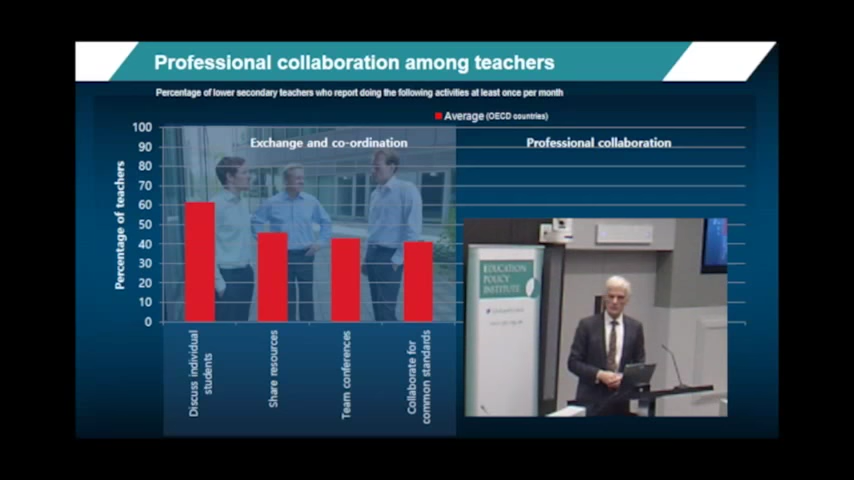 Professional collaboration among teachers
Percentage of lower secondary teachers who report doing the following activities at least once per month
Average (OECD countries)
Exchange and co-ordination
Professional collaboration
Percentage of teachers
100
90
80
70
60
50
40
30
20
10
0
Discuss individual
students
Share resources
Team conferences
Collaborate for
common standards
EDUCATION
POLICY
INSTITUTE